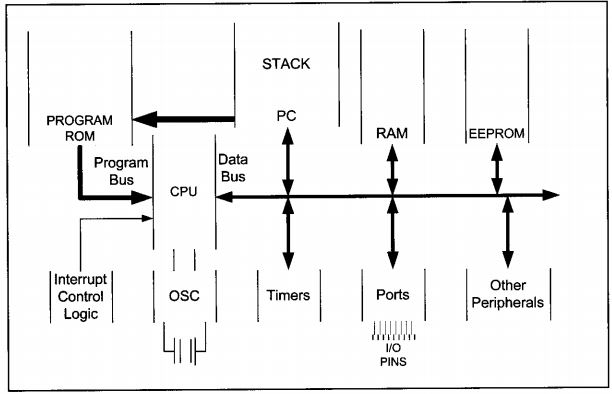 STACK
PC
PROGRAM
ROM
RAM
EEPROM
Program
Bus
CPU
Data
Bus
Interrupt
Control
Logic
OSC
Timers
Ports
Other
Peripherals
I/O
PINS